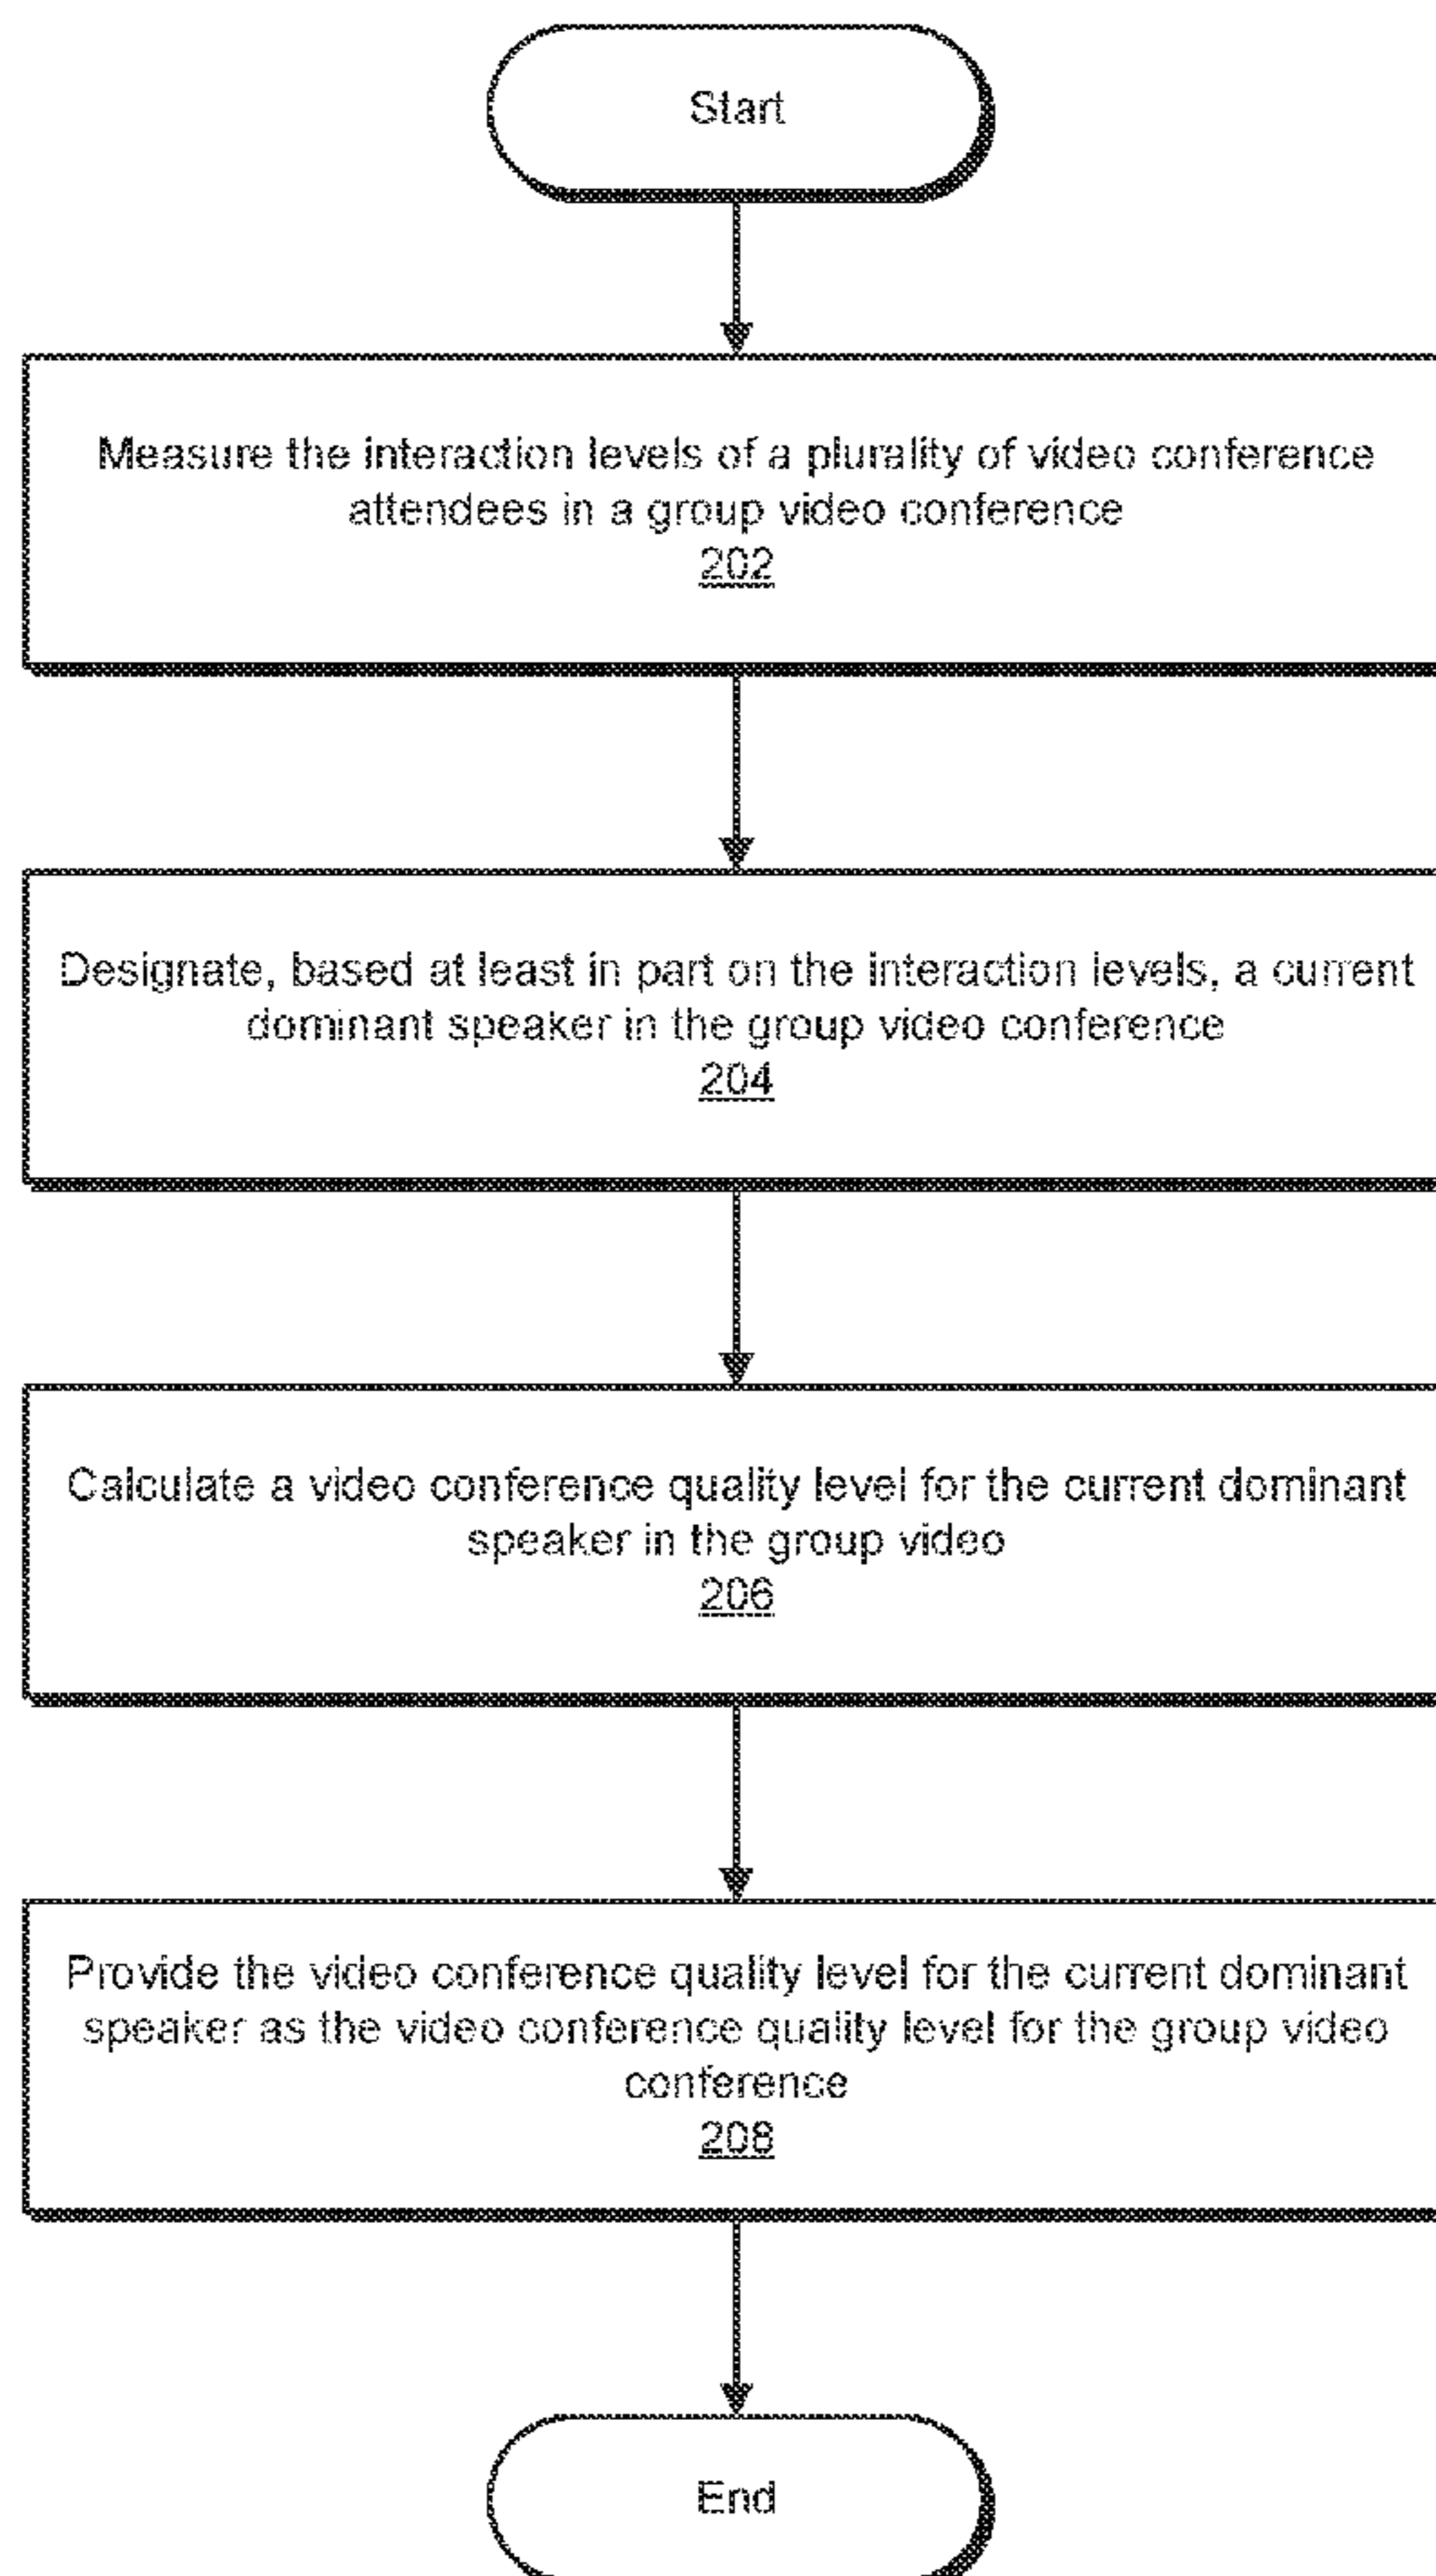 Start
Measure the interaction levels of a plurality of video conference
attendees in a group video conference
202
Designate, based at least in part on the interaction levels, a current
dominant speaker in the group video conference
204
Calculate a video conference quality level for the current dominant
speaker in the group video
206
Provide the video conference quality level for the current dominant
speaker as the video conference quality level for the group video
conference
208
End